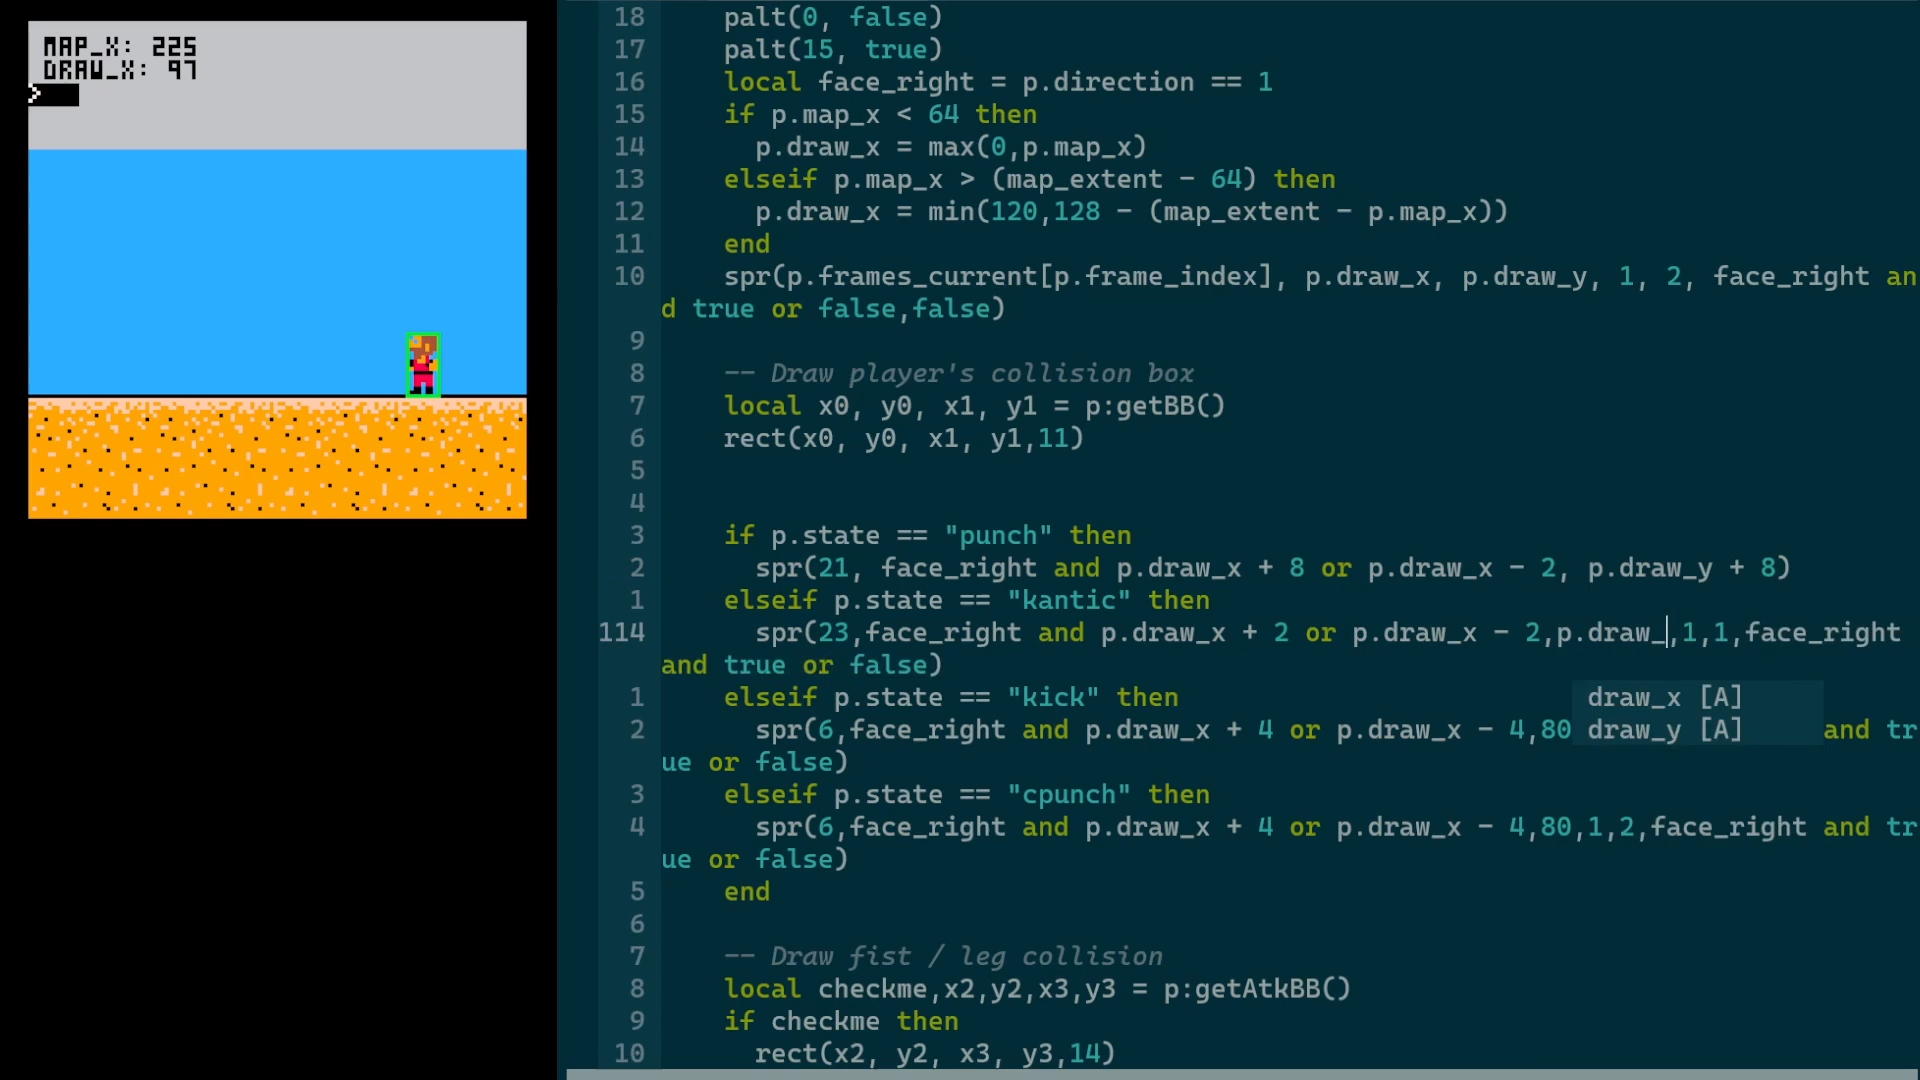 MAP_X: 225
DRAW_X: 97
>
18 palt(0, false)
17 palt(15, true)
16 local face_right = p.direction == 1
15 if p.map_x < 64 then
14 p.draw_x = max(0,p.map_x)
13 elseif p.map_x > (map_extent - 64) then
12 p.draw_x = min(120,128 - (map_extent - p.map_x))
11 end
10 spr(p.frames_current[p.frame_index], p.draw_x, p.draw_y, 1, 2, face_right an
d true or false,false)
9
8 -- Draw player's collision box
7 local x0, y0, x1, y1 = p:getBB()
6 rect(x0, y0, x1, y1,11)
5
4
3 if p.state == "punch" then
2 spr(21, face_right and p.draw_x + 8 or p.draw_x - 2, p.draw_y + 8)
1 elseif p.state == "kantic" then
114 spr(23,face_right and p.draw_x + 2 or p.draw_x - 2,p.draw_,1,1,face_right
and true or false)
1 elseif p.state == "kick" then draw_x [A]
2 spr(6,face_right and p.draw_x + 4 or p.draw_x - 4,80 draw_y [A] and tr
ue or false)
3 elseif p.state == "cpunch" then
4 spr(6,face_right and p.draw_x + 4 or p.draw_x - 4,80,1,2,face_right and tr
ue or false)
5 end
6
7 -- Draw fist / leg collision
8 local checkme,x2,y2,x3,y3 = p:getAtkBB()
9 if checkme then
10 rect(x2, y2, x3, y3,14)